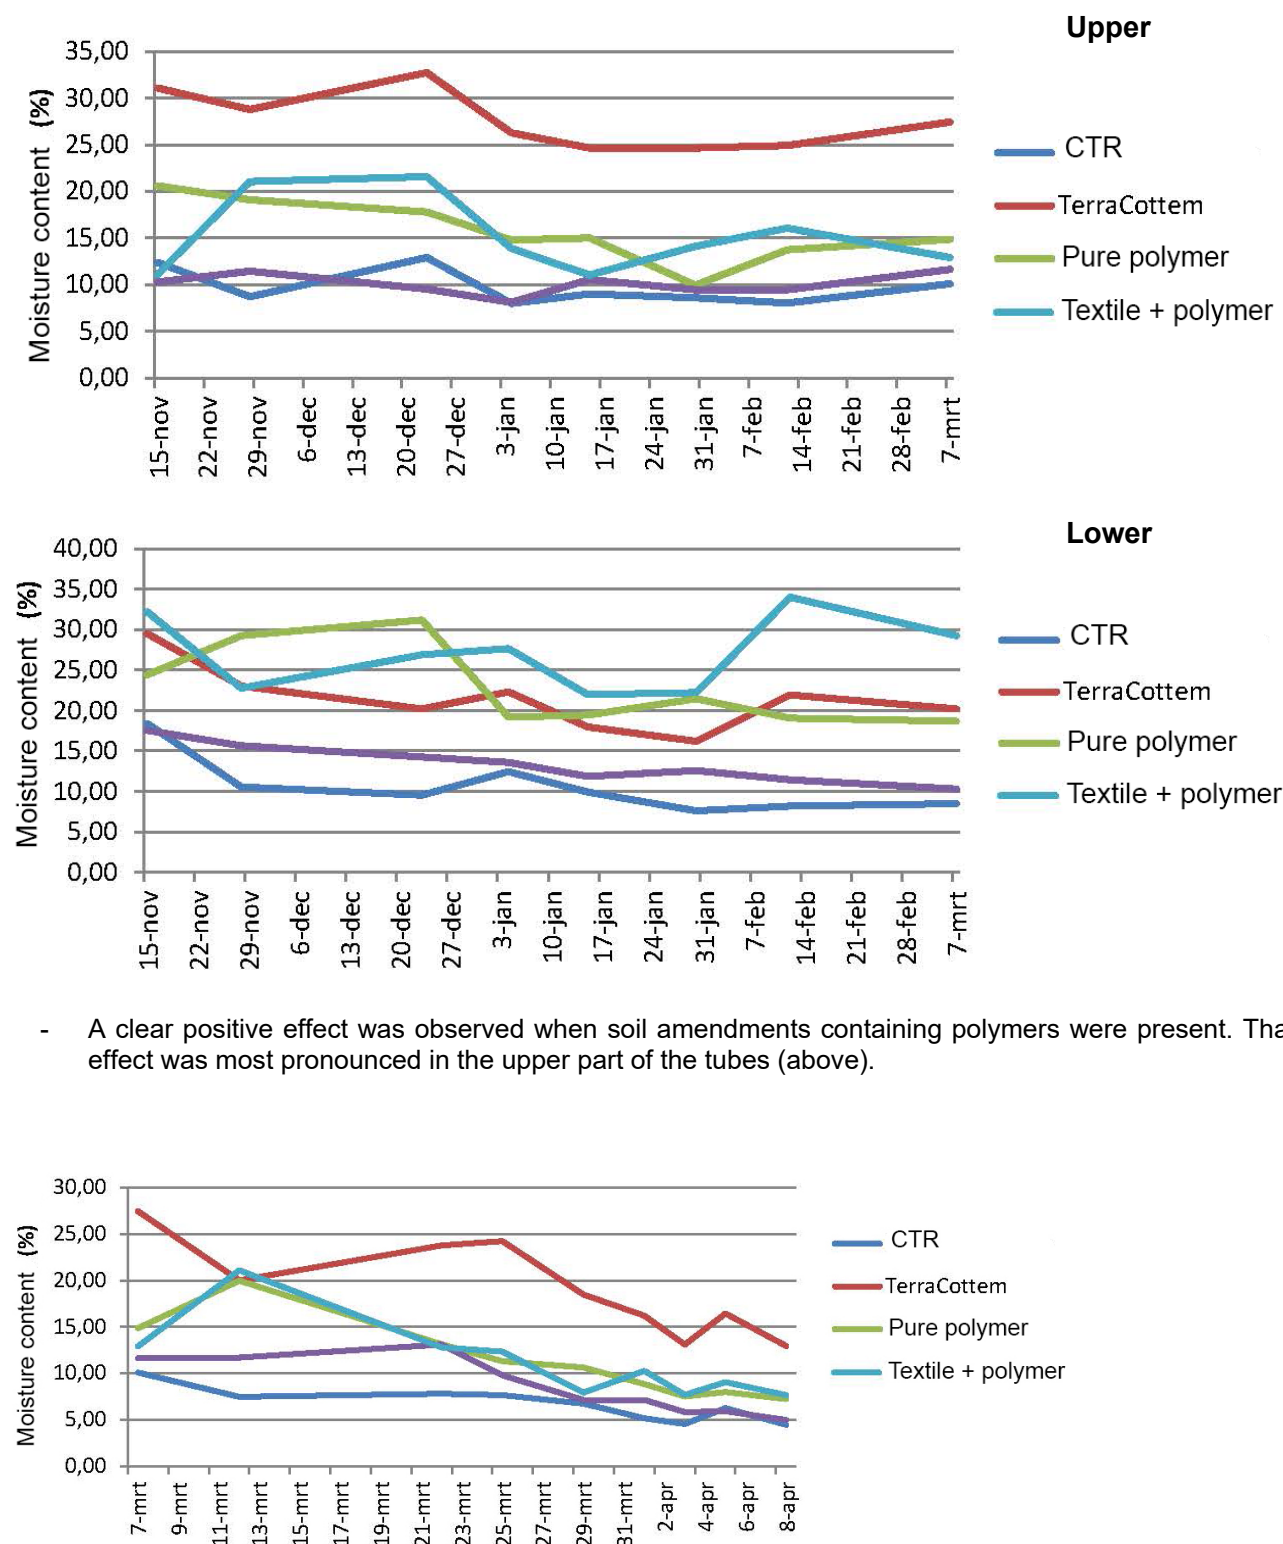 Upper
35,00
30,00
25,00
20,00
15,00
10,00
5,00
0,00
Moisture content (%)
15-nov
22-nov
29-nov
6-dec
13-dec
20-dec
27-dec
3-jan
10-jan
17-jan
24-jan
31-jan
7-feb
14-feb
21-feb
28-feb
7-mrt
CTR
TerraCottem
Pure polymer
Textile + polymer
Lower
40,00
35,00
30,00
25,00
20,00
15,00
10,00
5,00
0,00
Moisture content (%)
15-nov
22-nov
29-nov
6-dec
13-dec
20-dec
27-dec
3-jan
10-jan
17-jan
24-jan
31-jan
7-feb
14-feb
21-feb
28-feb
7-mrt
CTR
TerraCottem
Pure polymer
Textile + polymer
- A clear positive effect was observed when soil amendments containing polymers were present. Tha
effect was most pronounced in the upper part of the tubes (above).
30,00
25,00
20,00
15,00
10,00
5,00
0,00
Moisture content (%)
7-mrt
9-mrt
11-mrt
13-mrt
15-mrt
17-mrt
19-mrt
21-mrt
23-mrt
25-mrt
27-mrt
29-mrt
31-mrt
2-apr
4-apr
6-apr
8-apr
CTR
TerraCottem
Pure polymer
Textile + polymer